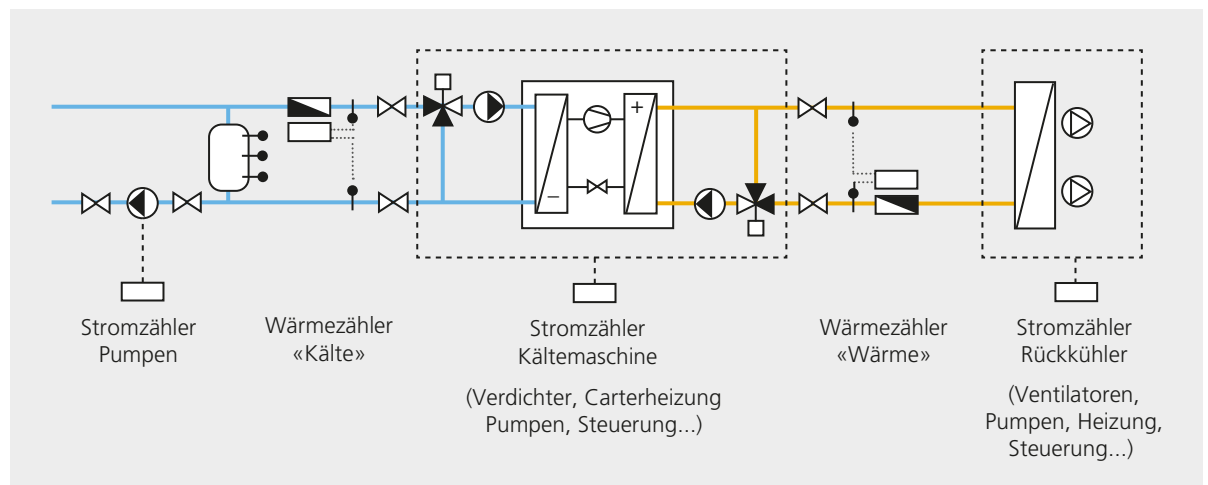 +
–
Stromzähler
Pumpen
Wärmezähler
«Kälte»
Stromzähler
Kältemaschine
(Verdichter, Carterheizung
Pumpen, Steuerung...)
Wärmezähler
«Wärme»
Stromzähler
Rückkühler
(Ventilatoren,
Pumpen, Heizung,
Steuerung...)